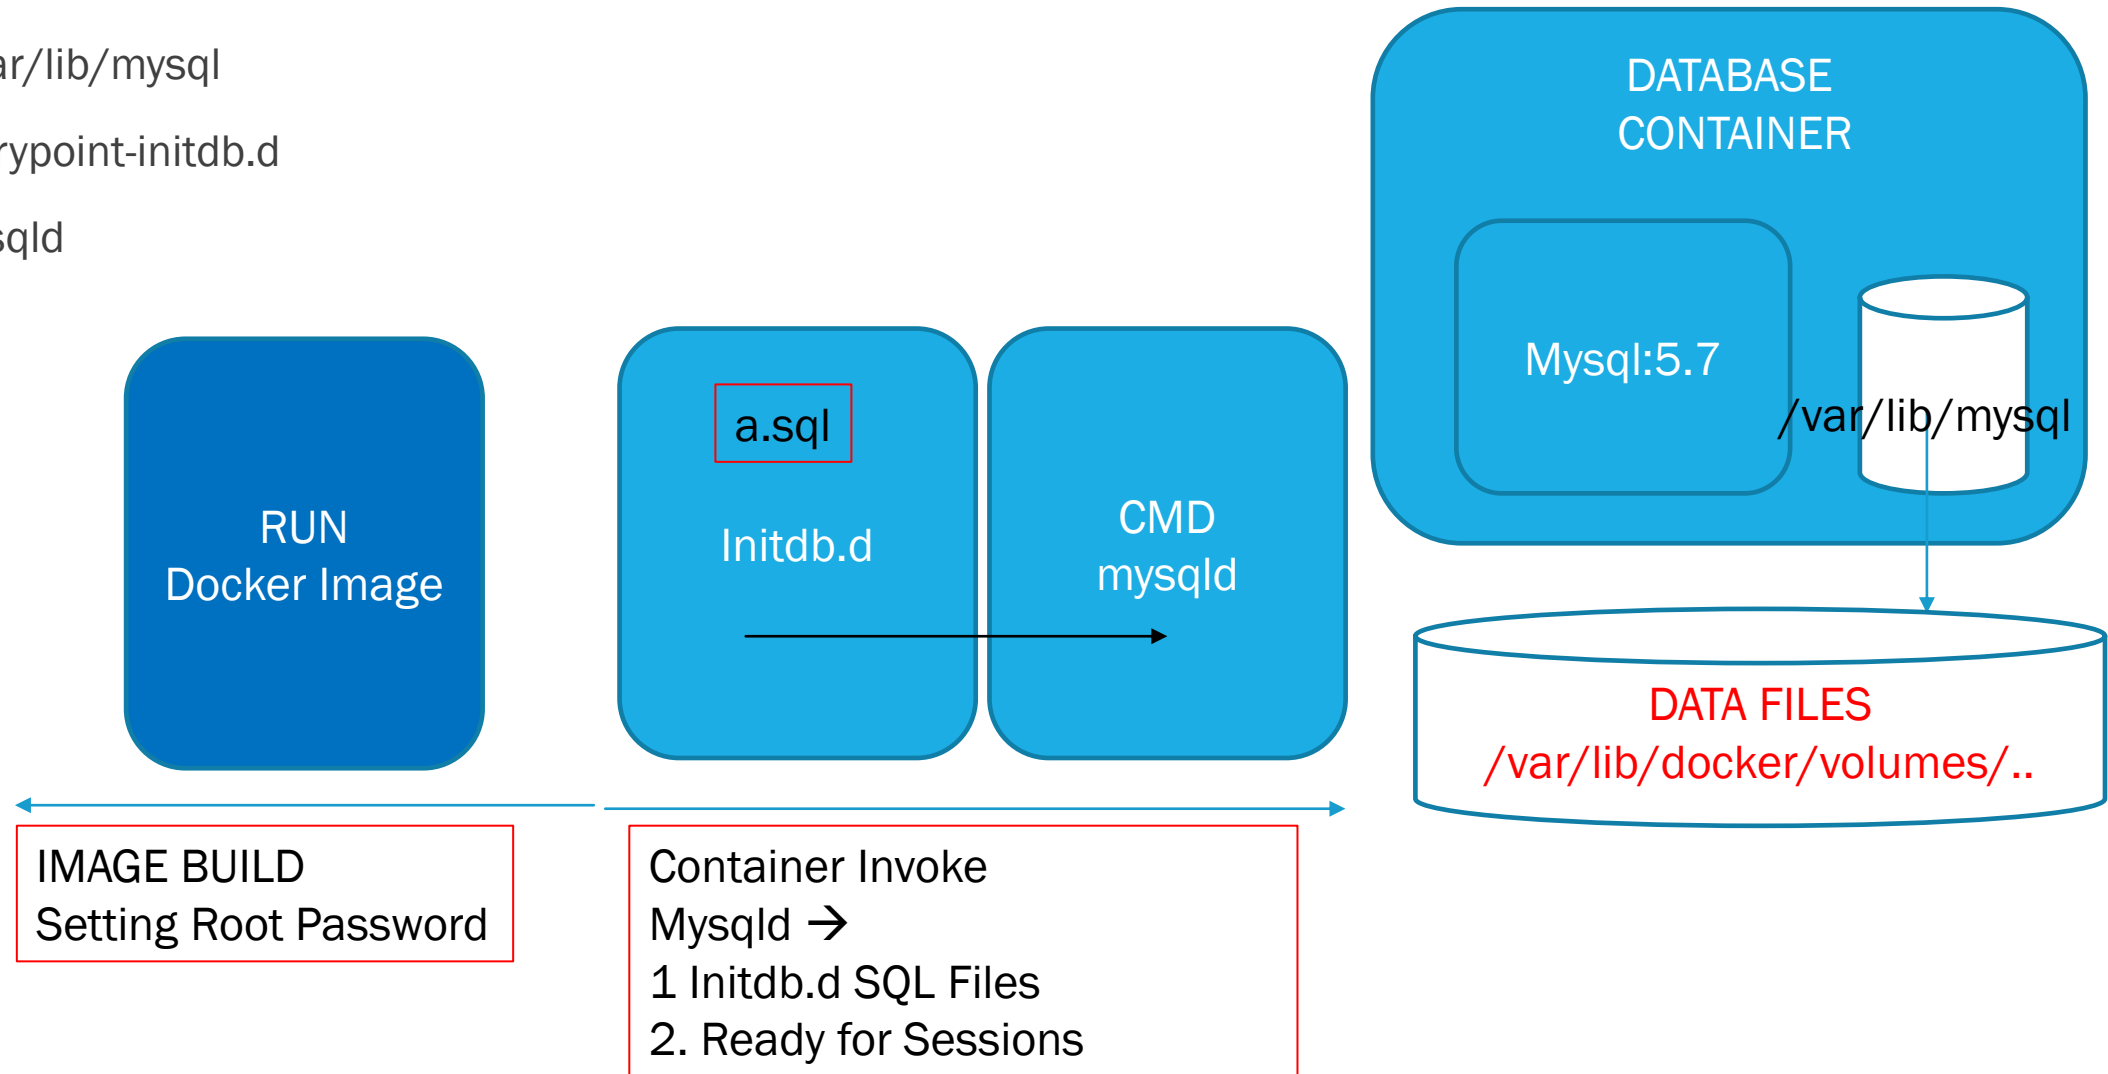 ar/lib/mysql
rypoint-initdb.d
sqld
DATABASE
CONTAINER
Mysql:5.7
/var/lib/mysql
RUN
Docker Image
a.sql
Initdb.d
CMD
mysqld
DATA FILES
/var/lib/docker/volumes/..
IMAGE BUILD
Setting Root Password
Container Invoke
Mysqld →
1 Initdb.d SQL Files
2. Ready for Sessions